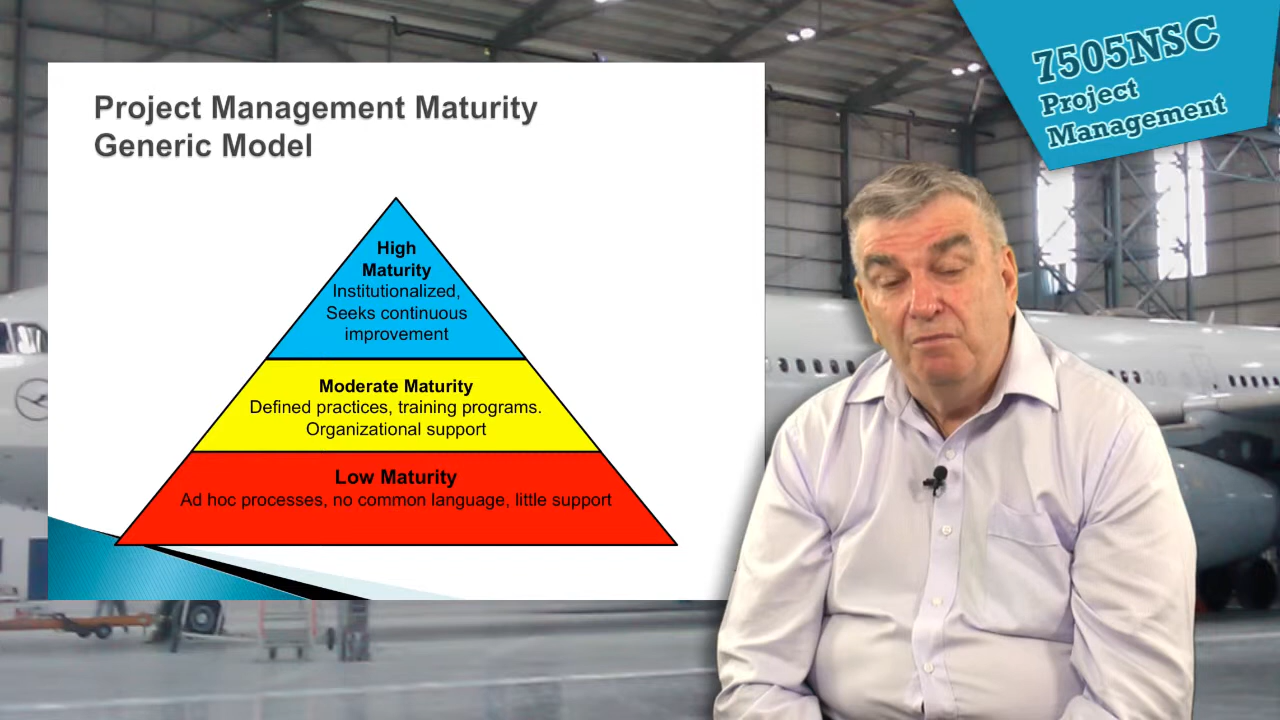 7505NSC
Project
Management
Project Management Maturity
Generic Model
High
Maturity
Institutionalized,
Seeks continuous
improvement
Moderate Maturity
Defined practices, training programs.
Organizational support
Low Maturity
Ad hoc processes, no common language, little support